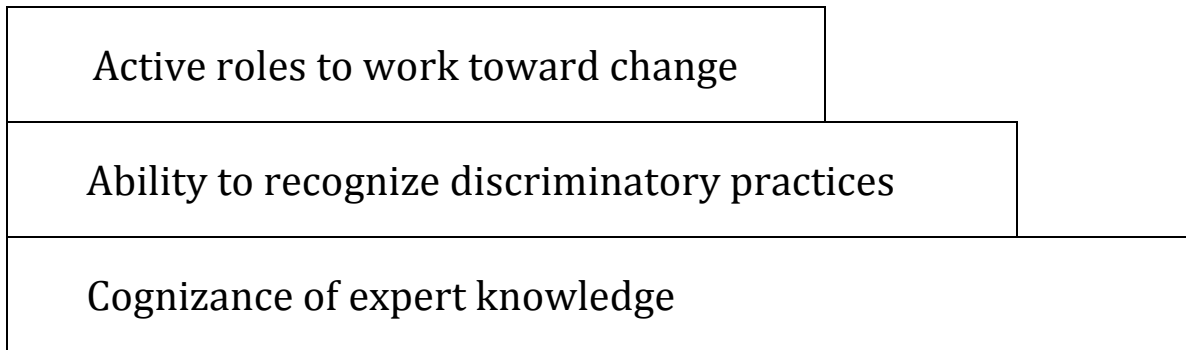 Active roles to work toward change
Ability to recognize discriminatory practices
Cognizance of expert knowledge